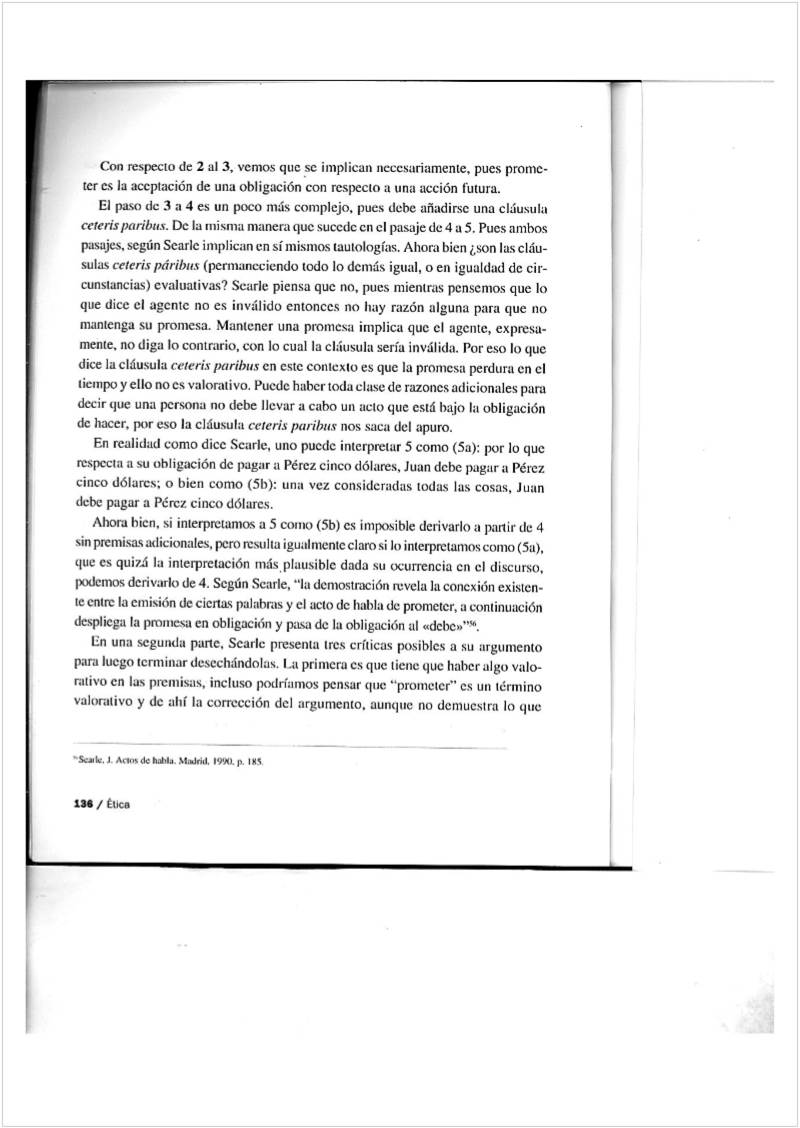 Con respecto de 2 al 3, vemos que se implican necesariamente, pues prome-
ter es la aceptación de una obligación con respecto a una acción futura.
El paso de 3 a 4 es un poco más complejo, pues debe añadirse una cláusula
ceteris paribus. De la misma manera que sucede en el pasaje de 4 a 5. Pues ambos
pasajes, según Searle implican en sí mismos tautologías. Ahora bien ¿son las cláu-
sulas ceteris páribus (permaneciendo todo lo demás igual, o en igualdad de cir-
cunstancias) evaluativas? Searle piensa que no, pues mientras pensemos que lo
que dice el agente no es inválido entonces no hay razón alguna para que no
mantenga su promesa. Mantener una promesa implica que el agente, expresa-
mente, no diga lo contrario, con lo cual la cláusula sería inválida. Por eso lo que
dice la cláusula ceteris paribus en este contexto es que la promesa perdura en el
tiempo y ello no es valorativo. Puede haber toda clase de razones adicionales para
decir que una persona no debe llevar a cabo un acto que está bajo la obligación
de hacer, por eso la cláusula ceteris paribus nos saca del apuro.
En realidad como dice Searle, uno puede interpretar 5 como (5a): por lo que
respecta a su obligación de pagar a Pérez cinco dólares, Juan debe pagar a Pérez
cinco dólares; o bien como (5b): una vez consideradas todas las cosas, Juan
debe pagar a Pérez cinco dólares.
Ahora bien, si interpretamos a 5 como (5b) es imposible derivarlo a partir de 4
sin premisas adicionales, pero resulta igualmente claro si lo interpretamos como (5a),
que es quizá la interpretación más plausible dada su ocurrencia en el discurso,
podemos derivarlo de 4. Según Searle, “la demostración revela la conexión existen-
te entre la emisión de ciertas palabras y el acto de habla de prometer, a continuación
despliega la promesa en obligación y pasa de la obligación al «debe»”⁵⁶.
En una segunda parte, Searle presenta tres críticas posibles a su argumento
para luego terminar desechándolas. La primera es que tiene que haber algo valo-
rativo en las premisas, incluso podríamos pensar que “prometer” es un término
valorativo y de ahí la corrección del argumento, aunque no demuestra lo que
⁵⁶ Searle, J. Actos de habla. Madrid, 1990, p. 185.
136 / Ética